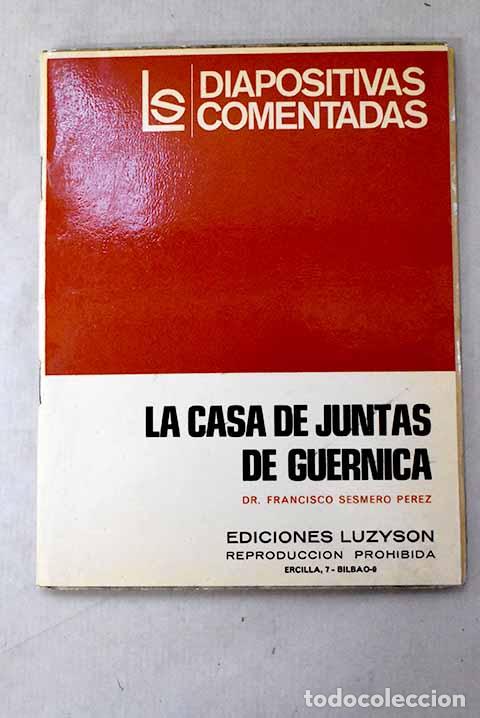 LS
DIAPOSITIVAS
COMENTADAS
LA CASA DE JUNTAS
DE GUERNICA
DR. FRANCISCO SESMERO PEREZ
EDICIONES LUZYSON
REPRODUCCION PROHIBIDA
ERCILLA, 7 - BILBAO-9
todocoleccion